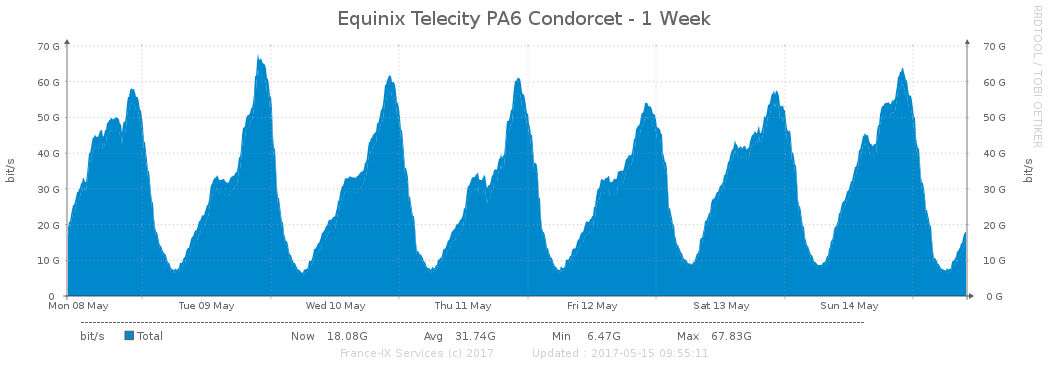 Equinix Telecity PA6 Condorcet - 1 Week
RRDTOOL / TOBI OETIKER
bit/s
70 G
60 G
50 G
40 G
30 G
20 G
10 G
0
70 G
60 G
50 G
40 G
30 G
20 G
10 G
0 G
bit/s
Mon 08 May Tue 09 May Wed 10 May Thu 11 May Fri 12 May Sat 13 May Sun 14 May
bit/s Total Now 18.08G Avg 31.74G Min 6.47G Max 67.83G
France-IX Services (c) 2017 Updated : 2017-05-15 09:55:11